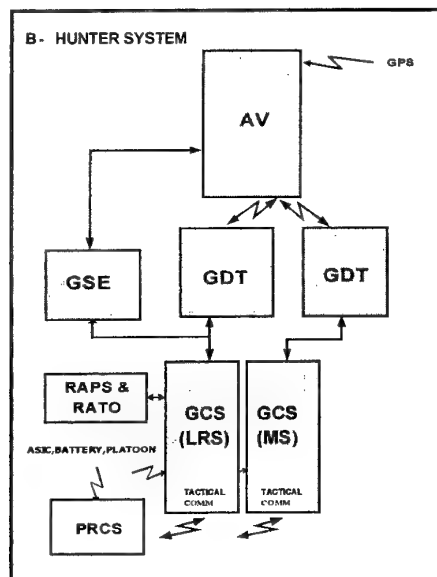 B - HUNTER SYSTEM
GPS
AV
GSE
GDT
GDT
RAPS &
RATO
GCS
(LRS)
GCS
(MS)
ASIC,BATTERY,PLATOON
TACTICAL
COMM
TACTICAL
COMM
PRCS